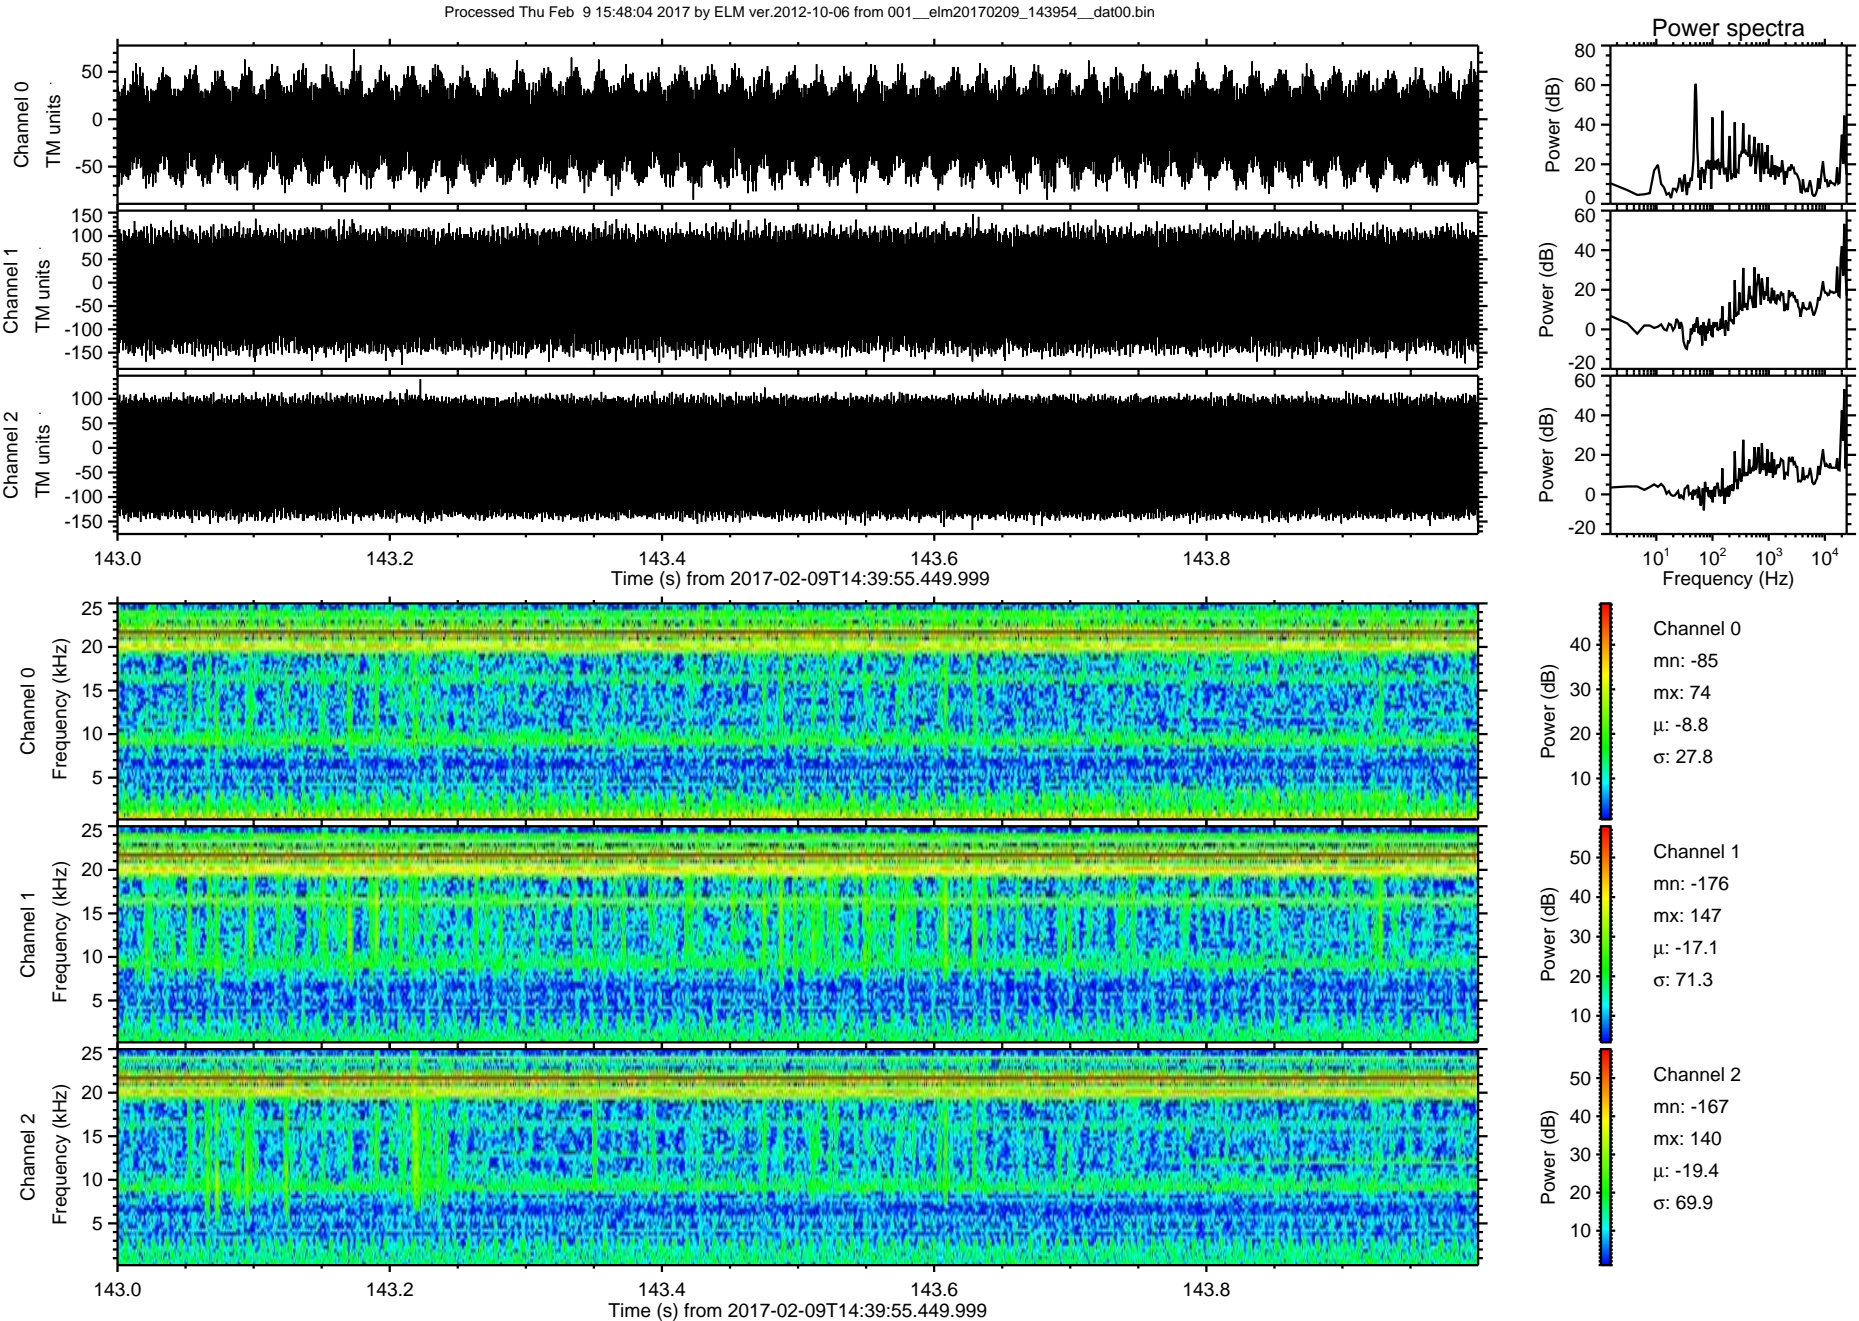 Processed Thu Feb  9 15:48:04 2017 by ELM ver.2012-10-06 from 001__elm20170209_143954__dat00.bin
Power spectra
Channel 0
TM units
50
0
-50
Power (dB)
80
60
40
20
0
Channel 1
TM units
150
100
50
0
-50
-100
-150
Power (dB)
60
40
20
0
-20
Channel 2
TM units
100
50
0
-50
-100
-150
Power (dB)
60
40
20
0
-20
143.0 143.2 143.4 143.6 143.8
Time (s) from 2017-02-09T14:39:55.449.999
10^1 10^2 10^3 10^4
Frequency (Hz)
Channel 0
Frequency (kHz)
25
20
15
10
5
Power (dB)
40
30
20
10
Channel 0
mn: -85
mx: 74
μ: -8.8
σ: 27.8
Channel 1
Frequency (kHz)
25
20
15
10
5
Power (dB)
50
40
30
20
10
Channel 1
mn: -176
mx: 147
μ: -17.1
σ: 71.3
Channel 2
Frequency (kHz)
25
20
15
10
5
Power (dB)
50
40
30
20
10
Channel 2
mn: -167
mx: 140
μ: -19.4
σ: 69.9
143.0 143.2 143.4 143.6 143.8
Time (s) from 2017-02-09T14:39:55.449.999